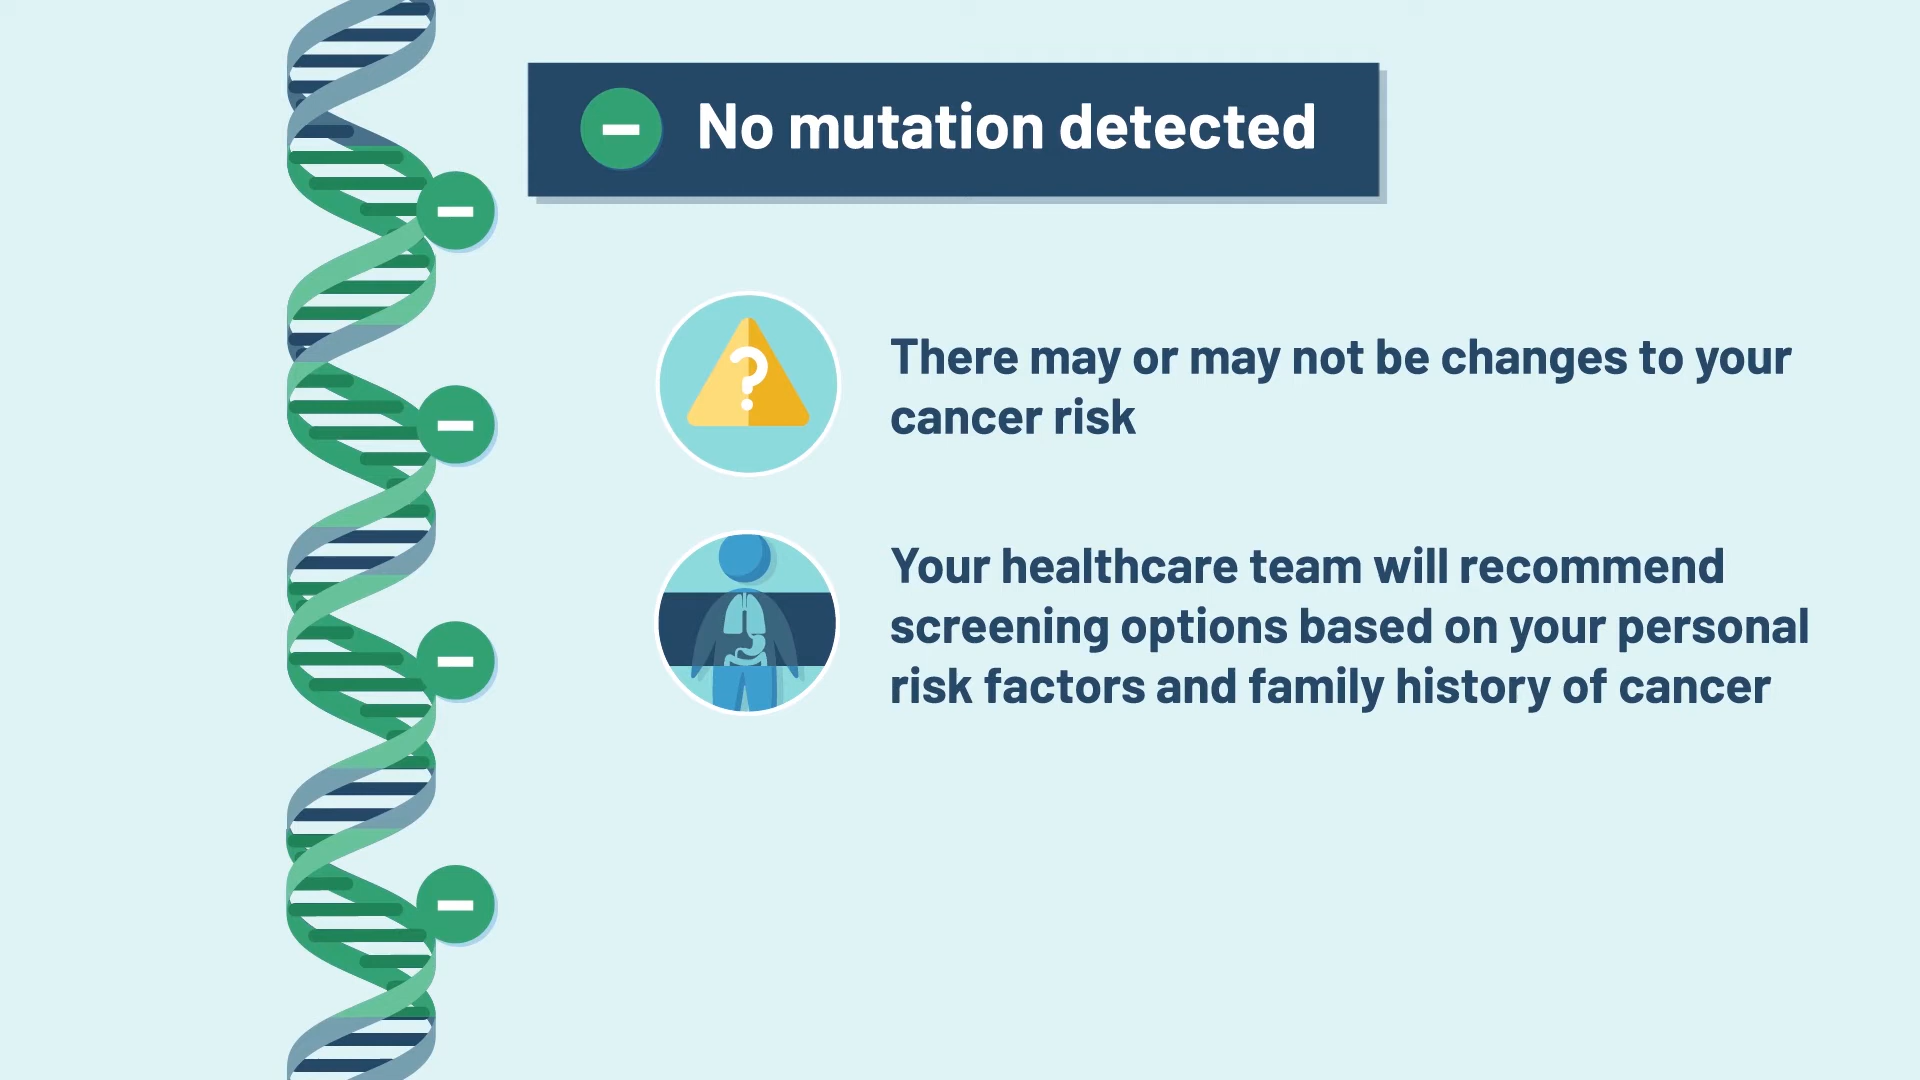 No mutation detected
There may or may not be changes to your
cancer risk
Your healthcare team will recommend
screening options based on your personal
risk factors and family history of cancer